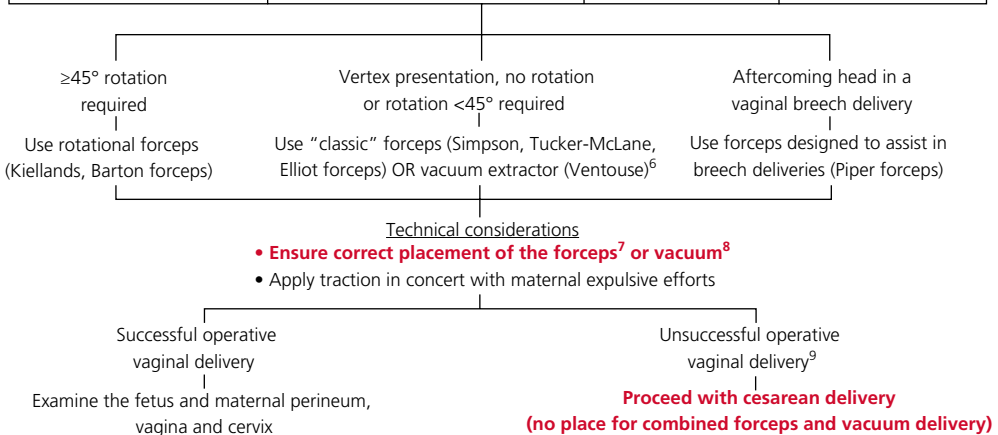 ≥45° rotation
required
Use rotational forceps
(Kiellands, Barton forceps)
Vertex presentation, no rotation
or rotation <45° required
Use “classic” forceps (Simpson, Tucker-McLane,
Elliot forceps) OR vacuum extractor (Ventouse)6
Aftercoming head in a
vaginal breech delivery
Use forceps designed to assist in
breech deliveries (Piper forceps)
Technical considerations
• Ensure correct placement of the forceps7 or vacuum8
• Apply traction in concert with maternal expulsive efforts
Successful operative
vaginal delivery
Examine the fetus and maternal perineum,
vagina and cervix
Unsuccessful operative
vaginal delivery9
Proceed with cesarean delivery
(no place for combined forceps and vacuum delivery)